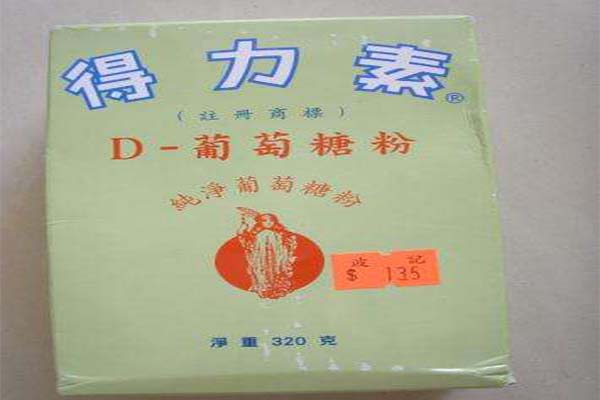 得力素®
(註冊商標)
D-葡萄糖粉
純淨葡萄糖粉
波記
$ 135
淨重 320 克